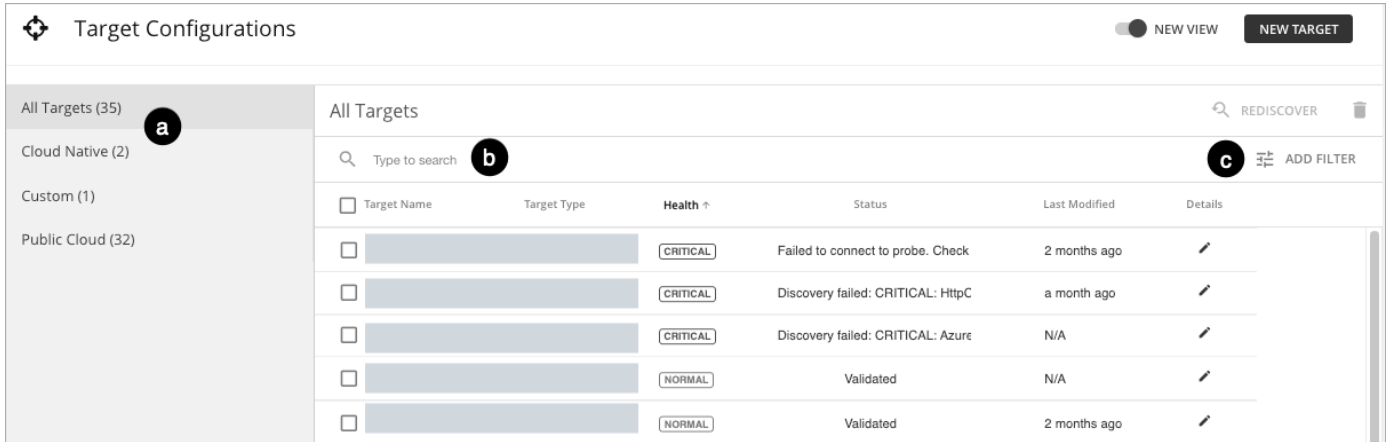 Target Configurations
NEW VIEW
NEW TARGET
All Targets (35)
a
Cloud Native (2)
Custom (1)
Public Cloud (32)
All Targets
REDISCOVER
Type to search
b
c
ADD FILTER
Target Name Target Type Health ↑ Status Last Modified Details
CRITICAL Failed to connect to probe. Check 2 months ago
CRITICAL Discovery failed: CRITICAL: HttpC a month ago
CRITICAL Discovery failed: CRITICAL: Azure N/A
NORMAL Validated N/A
NORMAL Validated 2 months ago